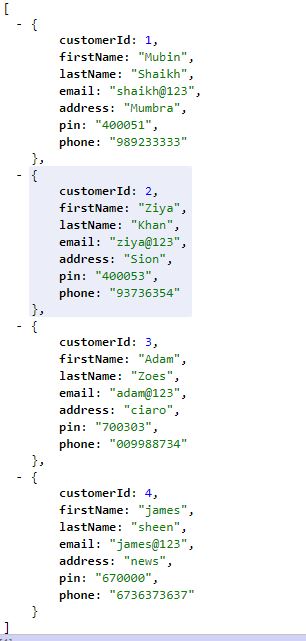 [
- {
customerId: 1,
firstName: "Mubin",
lastName: "Shaikh",
email: "shaikh@123",
address: "Mumbra",
pin: "400051",
phone: "989233333"
},
- {
customerId: 2,
firstName: "Ziya",
lastName: "Khan",
email: "ziya@123",
address: "Sion",
pin: "400053",
phone: "93736354"
},
- {
customerId: 3,
firstName: "Adam",
lastName: "Zoes",
email: "adam@123",
address: "ciaro",
pin: "700303",
phone: "009988734"
},
- {
customerId: 4,
firstName: "james",
lastName: "sheen",
email: "james@123",
address: "news",
pin: "670000",
phone: "6736373637"
}
]